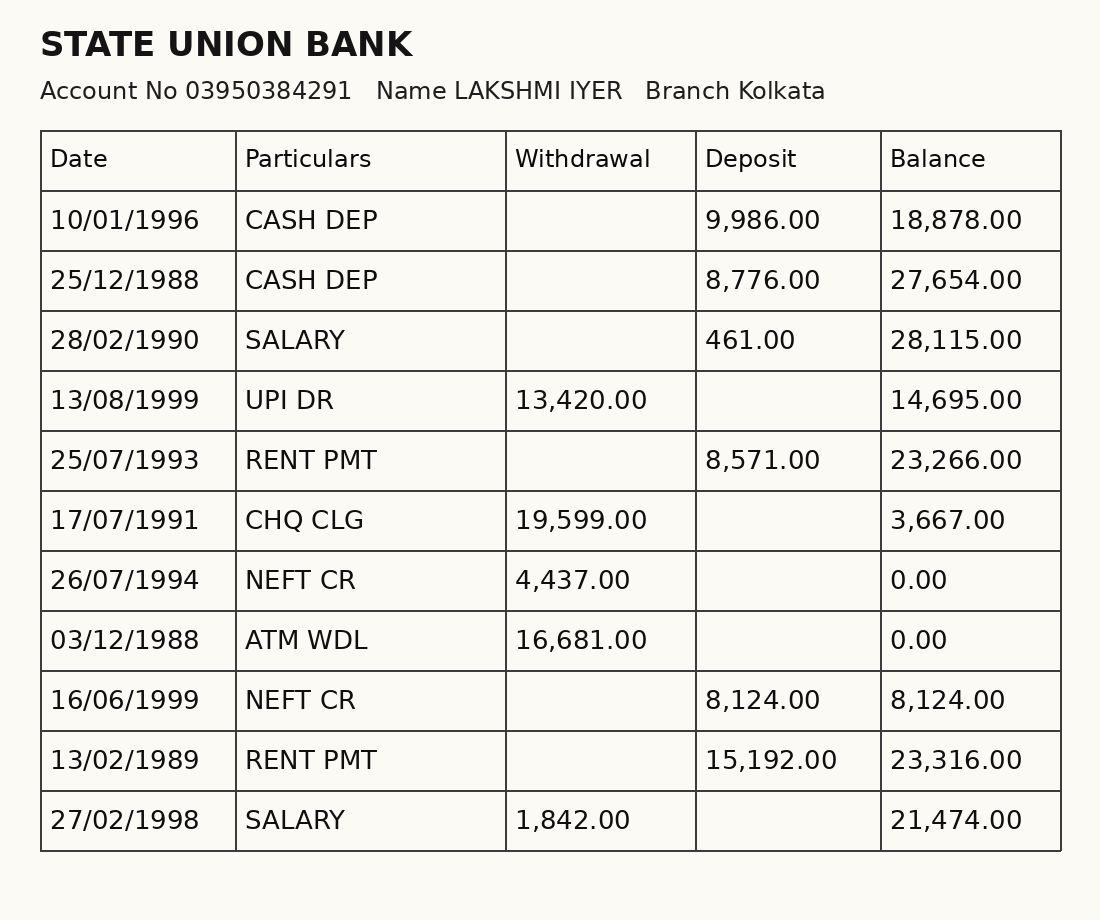 STATE UNION BANK
Account No 03950384291 Name LAKSHMI IYER Branch Kolkata
Date Particulars Withdrawal Deposit Balance
10/01/1996 CASH DEP 9,986.00 18,878.00
25/12/1988 CASH DEP 8,776.00 27,654.00
28/02/1990 SALARY 461.00 28,115.00
13/08/1999 UPI DR 13,420.00 14,695.00
25/07/1993 RENT PMT 8,571.00 23,266.00
17/07/1991 CHQ CLG 19,599.00 3,667.00
26/07/1994 NEFT CR 4,437.00 0.00
03/12/1988 ATM WDL 16,681.00 0.00
16/06/1999 NEFT CR 8,124.00 8,124.00
13/02/1989 RENT PMT 15,192.00 23,316.00
27/02/1998 SALARY 1,842.00 21,474.00